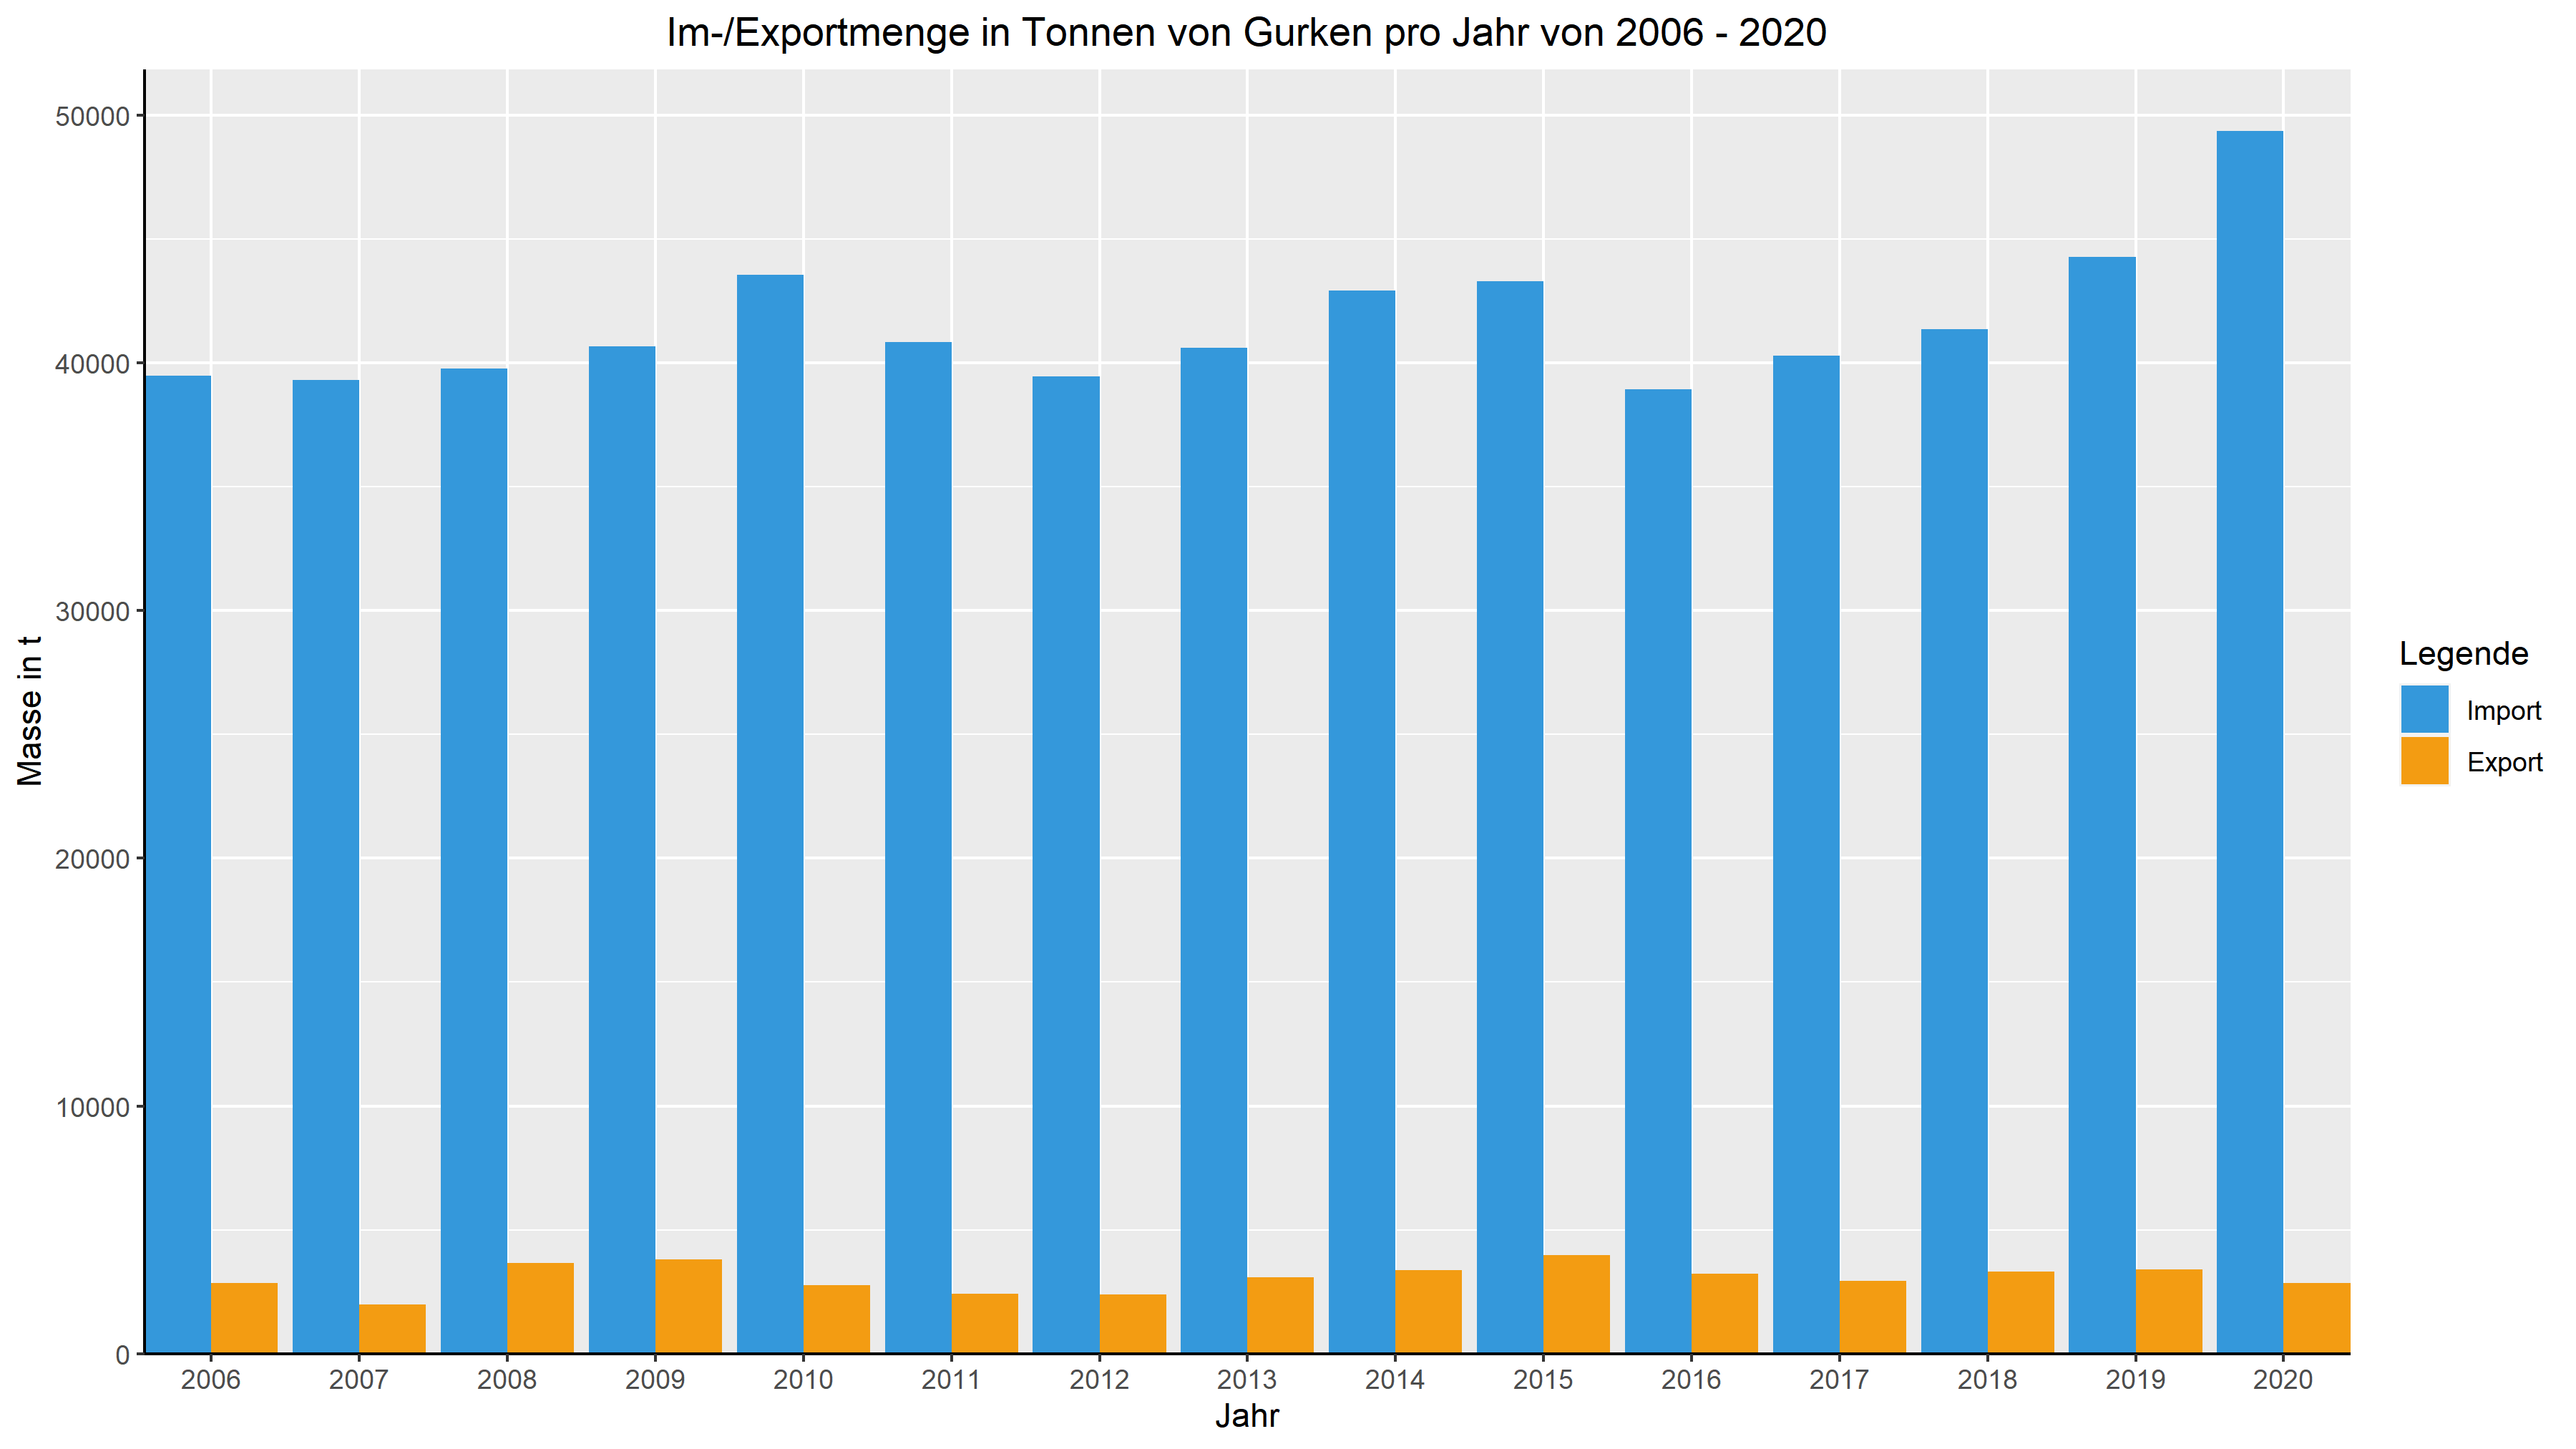 Im-/Exportmenge in Tonnen von Gurken pro Jahr von 2006 - 2020
Masse in t
50000
40000
30000
20000
10000
0
2006 2007 2008 2009 2010 2011 2012 2013 2014 2015 2016 2017 2018 2019 2020
Jahr
Legende
Import
Export